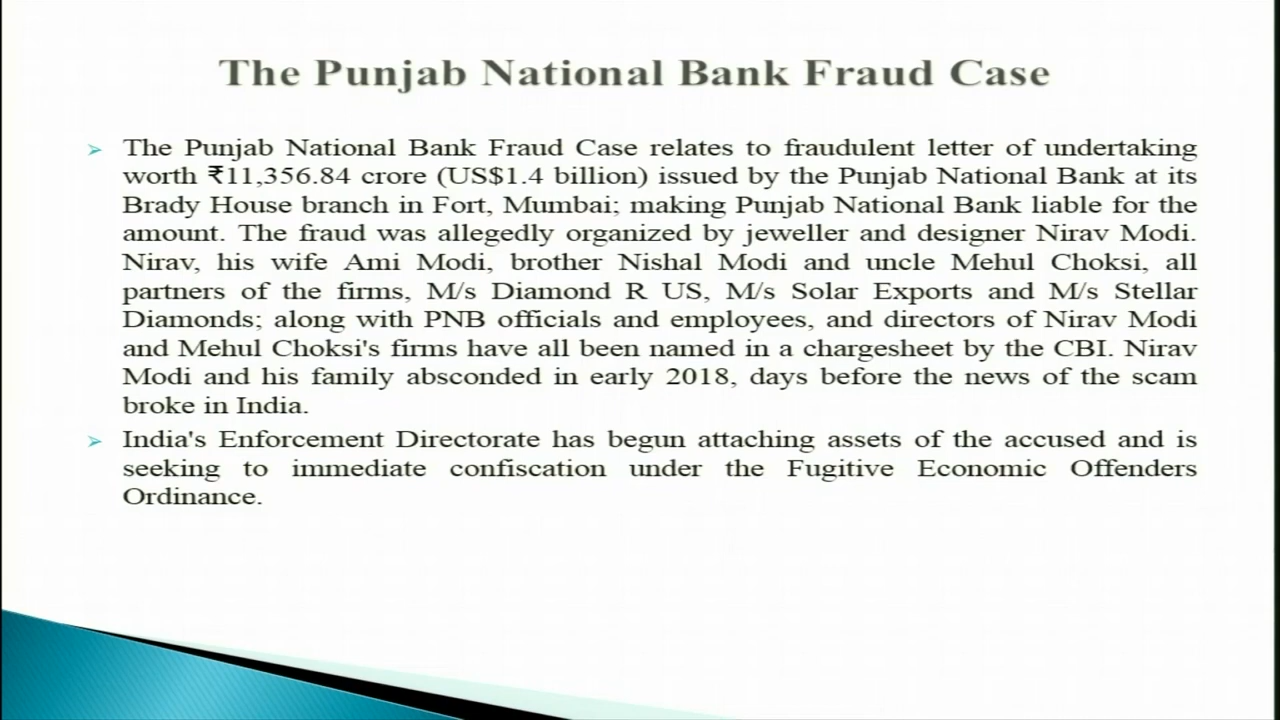 The Punjab National Bank Fraud Case
The Punjab National Bank Fraud Case relates to fraudulent letter of undertaking
worth ₹11,356.84 crore (US$1.4 billion) issued by the Punjab National Bank at its
Brady House branch in Fort, Mumbai; making Punjab National Bank liable for the
amount. The fraud was allegedly organized by jeweller and designer Nirav Modi.
Nirav, his wife Ami Modi, brother Nishal Modi and uncle Mehul Choksi, all
partners of the firms, M/s Diamond R US, M/s Solar Exports and M/s Stellar
Diamonds; along with PNB officials and employees, and directors of Nirav Modi
and Mehul Choksi's firms have all been named in a chargesheet by the CBI. Nirav
Modi and his family absconded in early 2018, days before the news of the scam
broke in India.
India's Enforcement Directorate has begun attaching assets of the accused and is
seeking to immediate confiscation under the Fugitive Economic Offenders
Ordinance.